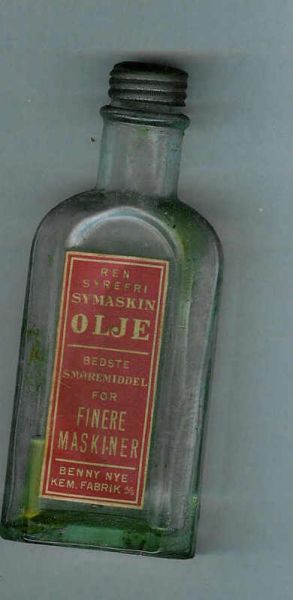 REN
SYREFRI
SYMASKIN
OLJE
BEDSTE
SMØREMIDDEL
FOR
FINERE
MASKINER
BENNY NYE
KEM. FABRIK A/S